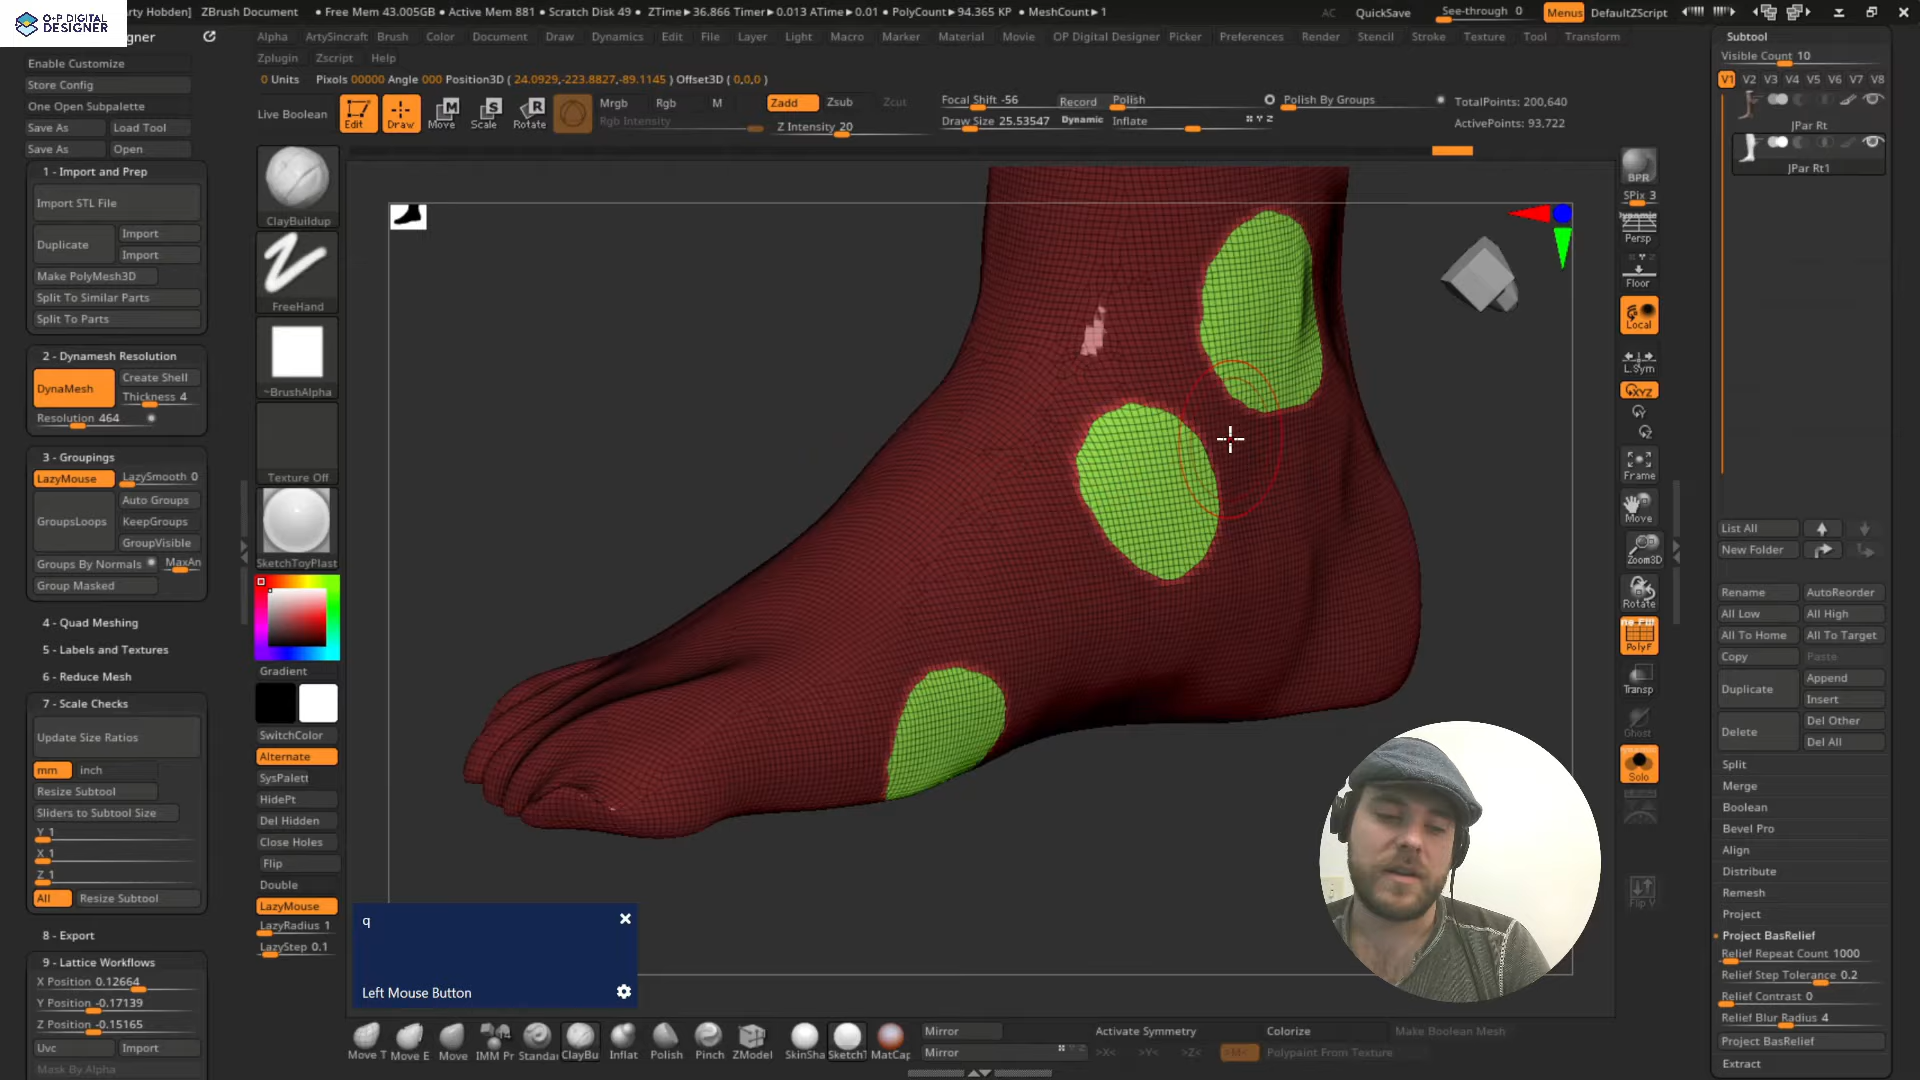 O+P DIGITAL
DESIGNER
rty Hobden]
ZBrush Document
● Free Mem 43.005GB ● Active Mem 881 ● Scratch Disk 49 ● ZTime▶36.866 Timer▶0.013 ATime▶0.01 ● PolyCount▶94.365 KP ● MeshCount▶1
AC
QuickSave
See-through 0
Menus
DefaultZScript
gner
Alpha
ArtySincraft
Brush
Color
Document
Draw
Dynamics
Edit
File
Layer
Light
Macro
Marker
Material
Movie
OP Digital Designer
Picker
Preferences
Render
Stencil
Stroke
Texture
Tool
Transform
Zplugin
Zscript
Help
0 Units
Pixols 00000 Angle 000 Position3D ( 24.0929,-223.8827,-89.1145 ) Offset3D ( 0,0,0 )
Enable Customize
Store Config
One Open Subpalette
Save As
Load Tool
Save As
Open
1 - Import and Prep
Import STL File
Duplicate
Import
Import
Make PolyMesh3D
Split To Similar Parts
Split To Parts
2 - Dynamesh Resolution
DynaMesh
Create Shell
Thickness 4
Resolution 464
3 - Groupings
LazyMouse
LazySmooth 0
GroupsLoops
Auto Groups
KeepGroups
GroupVisible
Groups By Normals
MaxAn
Group Masked
4 - Quad Meshing
5 - Labels and Textures
6 - Reduce Mesh
7 - Scale Checks
Update Size Ratios
mm
inch
Resize Subtool
Sliders to Subtool Size
Y 1
X 1
Z 1
All
Resize Subtool
8 - Export
9 - Lattice Workflows
X Position 0.12664
Y Position -0.17139
Z Position -0.15165
Uvc
Import
Mask By Alpha
Live Boolean
Edit
Draw
Move
Scale
Rotate
Mrgb
Rgb
M
Rgb Intensity
Zadd
Zsub
Zcut
Z Intensity 20
Focal Shift -56
Draw Size 25.53547
Record
Dynamic
Polish
Inflate
X Y Z
Polish By Groups
TotalPoints: 200,640
ActivePoints: 93,722
ClayBuildup
FreeHand
~BrushAlpha
Texture Off
SketchToyPlast
Gradient
SwitchColor
Alternate
SysPalett
HidePt
Del Hidden
Close Holes
Flip
Double
LazyMouse
LazyRadius 1
LazyStep 0.1
q
Left Mouse Button
Move T
Move E
Move
IMM Pr
Standa
ClayBu
Inflat
Polish
Pinch
ZModel
SkinSha
SketchT
MatCap
Mirror
Mirror
Activate Symmetry
>X<
>Y<
>Z<
>M<
Colorize
Polypaint From Texture
Make Boolean Mesh
BPR
SPix 3
Dynamic
Persp
Floor
Local
L.Sym
XYZ
Frame
Move
Zoom3D
Rotate
PolyF
Transp
Ghost
Solo
Flip V
Subtool
Visible Count 10
V1
V2
V3
V4
V5
V6
V7
V8
JPar Rt
JPar Rt1
List All
New Folder
Rename
AutoReorder
All Low
All High
All To Home
All To Target
Copy
Paste
Duplicate
Append
Insert
Delete
Del Other
Del All
Split
Merge
Boolean
Bevel Pro
Align
Distribute
Remesh
Project
Project BasRelief
Relief Repeat Count 1000
Relief Step Tolerance 0.2
Relief Contrast 0
Relief Blur Radius 4
Project BasRelief
Extract